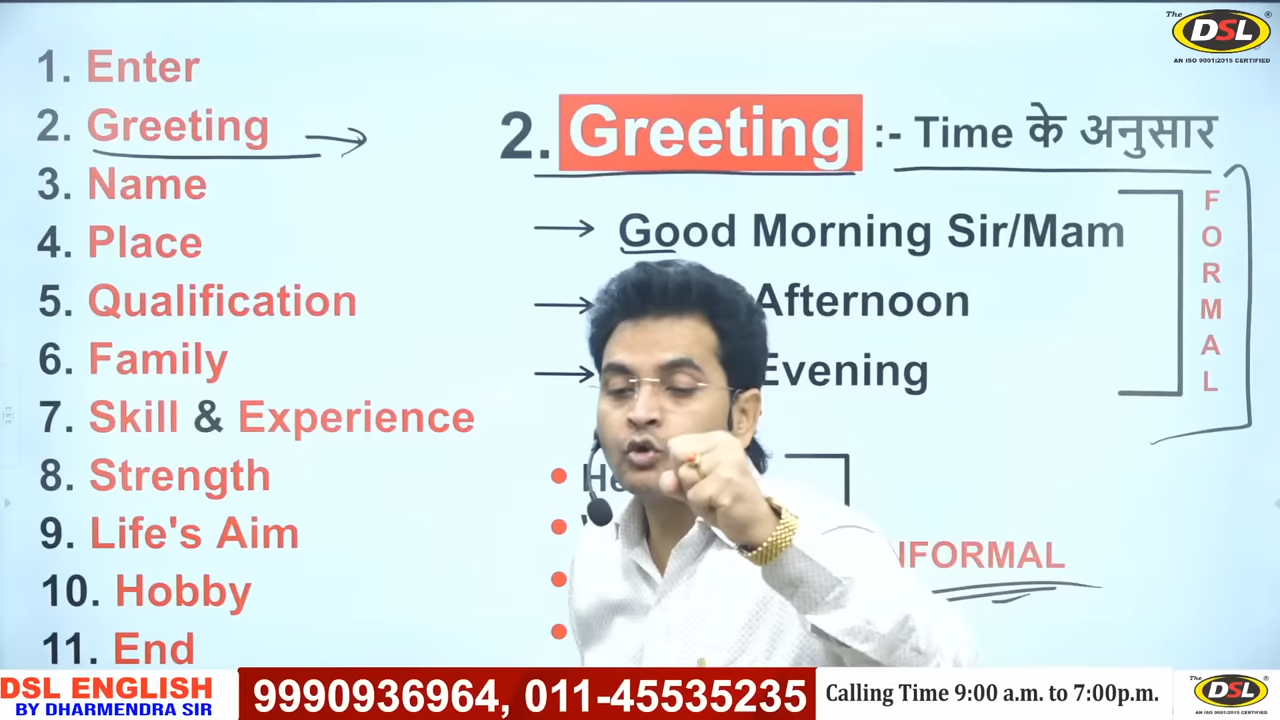 The DSL ®
AN ISO 9001:2015 CERTIFIED
1. Enter
2. Greeting
3. Name
4. Place
5. Qualification
6. Family
7. Skill & Experience
8. Strength
9. Life's Aim
10. Hobby
11. End
2. Greeting :- Time के अनुसार
Good Morning Sir/Mam
Afternoon
Evening
FORMAL
NFORMAL
DSL ENGLISH
BY DHARMENDRA SIR
9990936964, 011-45535235
Calling Time 9:00 a.m. to 7:00p.m.
The DSL ®
AN ISO 9001:2015 CERTIFIED